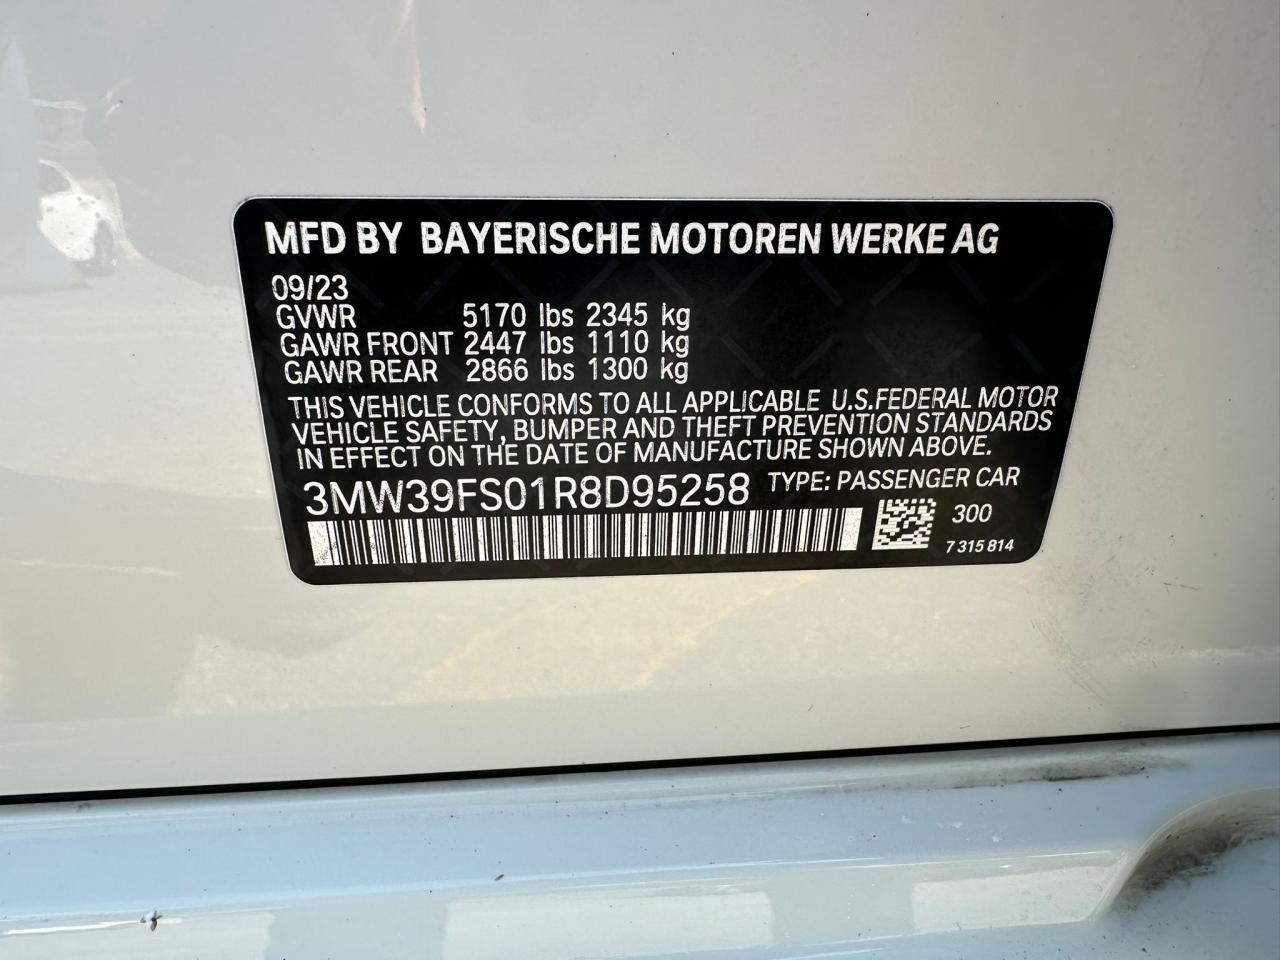 MFD BY BAYERISCHE MOTOREN WERKE AG
09/23
GVWR 5170 lbs 2345 kg
GAWR FRONT 2447 lbs 1110 kg
GAWR REAR 2866 lbs 1300 kg
THIS VEHICLE CONFORMS TO ALL APPLICABLE U.S.FEDERAL MOTOR
VEHICLE SAFETY, BUMPER AND THEFT PREVENTION STANDARDS
IN EFFECT ON THE DATE OF MANUFACTURE SHOWN ABOVE.
3MW39FS01R8D95258 TYPE: PASSENGER CAR
300
7 315 814